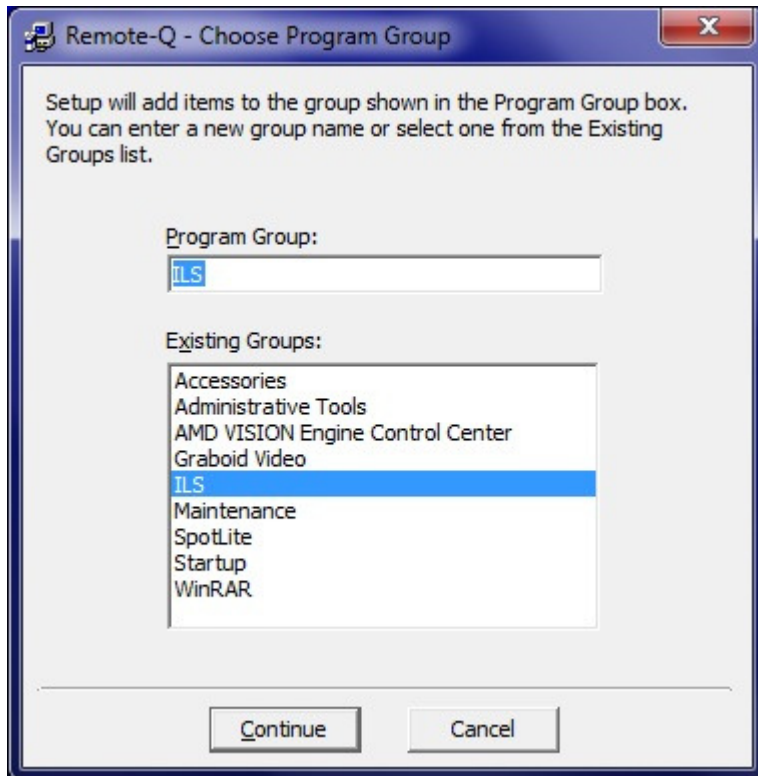 Remote-Q - Choose Program Group
Setup will add items to the group shown in the Program Group box.
You can enter a new group name or select one from the Existing
Groups list.
Program Group:
ILS
Existing Groups:
Accessories
Administrative Tools
AMD VISION Engine Control Center
Graboid Video
ILS
Maintenance
SpotLite
Startup
WinRAR
Continue Cancel